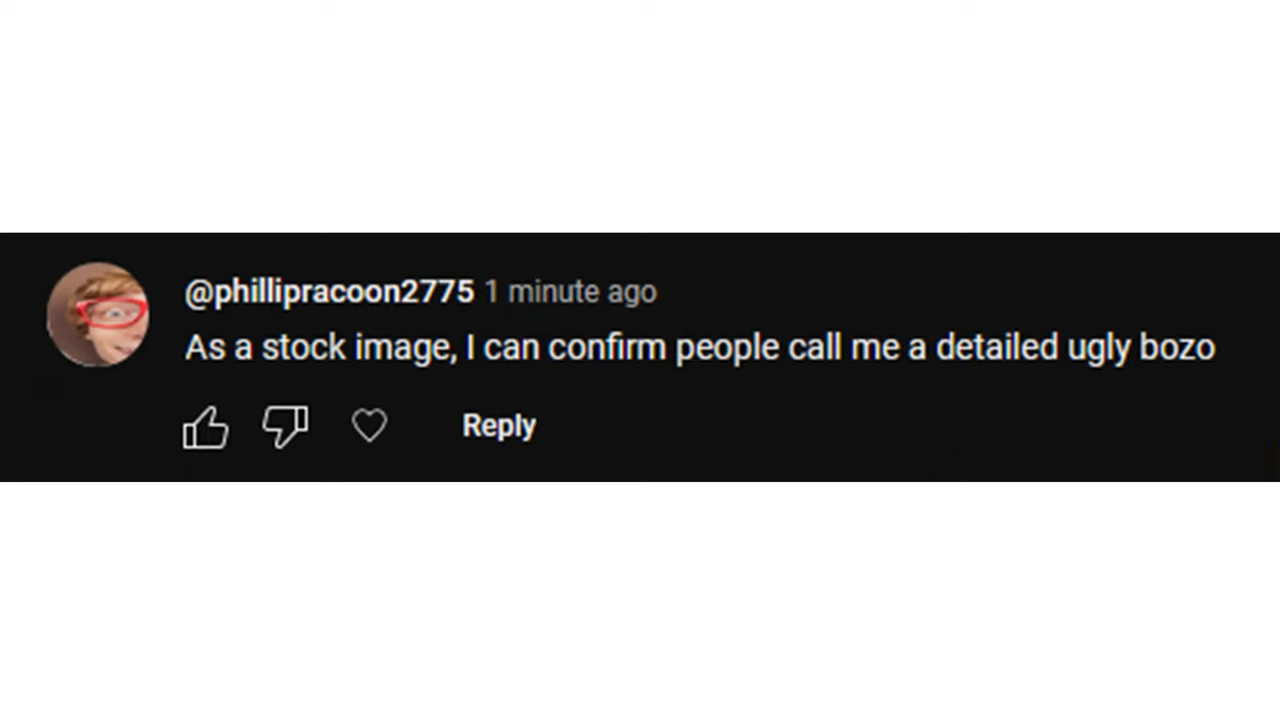 @phillipracoon2775 1 minute ago
As a stock image, I can confirm people call me a detailed ugly bozo
Reply